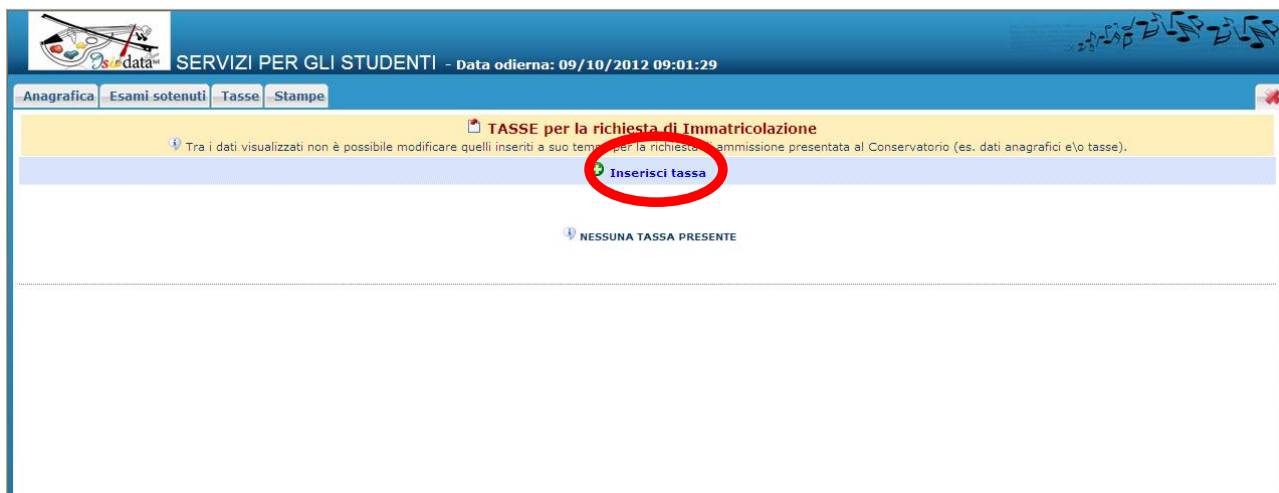 Isidata srl
SERVIZI PER GLI STUDENTI - Data odierna: 09/10/2012 09:01:29
Anagrafica Esami sotenuti Tasse Stampe
TASSE per la richiesta di Immatricolazione
Tra i dati visualizzati non è possibile modificare quelli inseriti a suo tempo per la richiesta di ammissione presentata al Conservatorio (es. dati anagrafici e\o tasse).
Inserisci tassa
NESSUNA TASSA PRESENTE